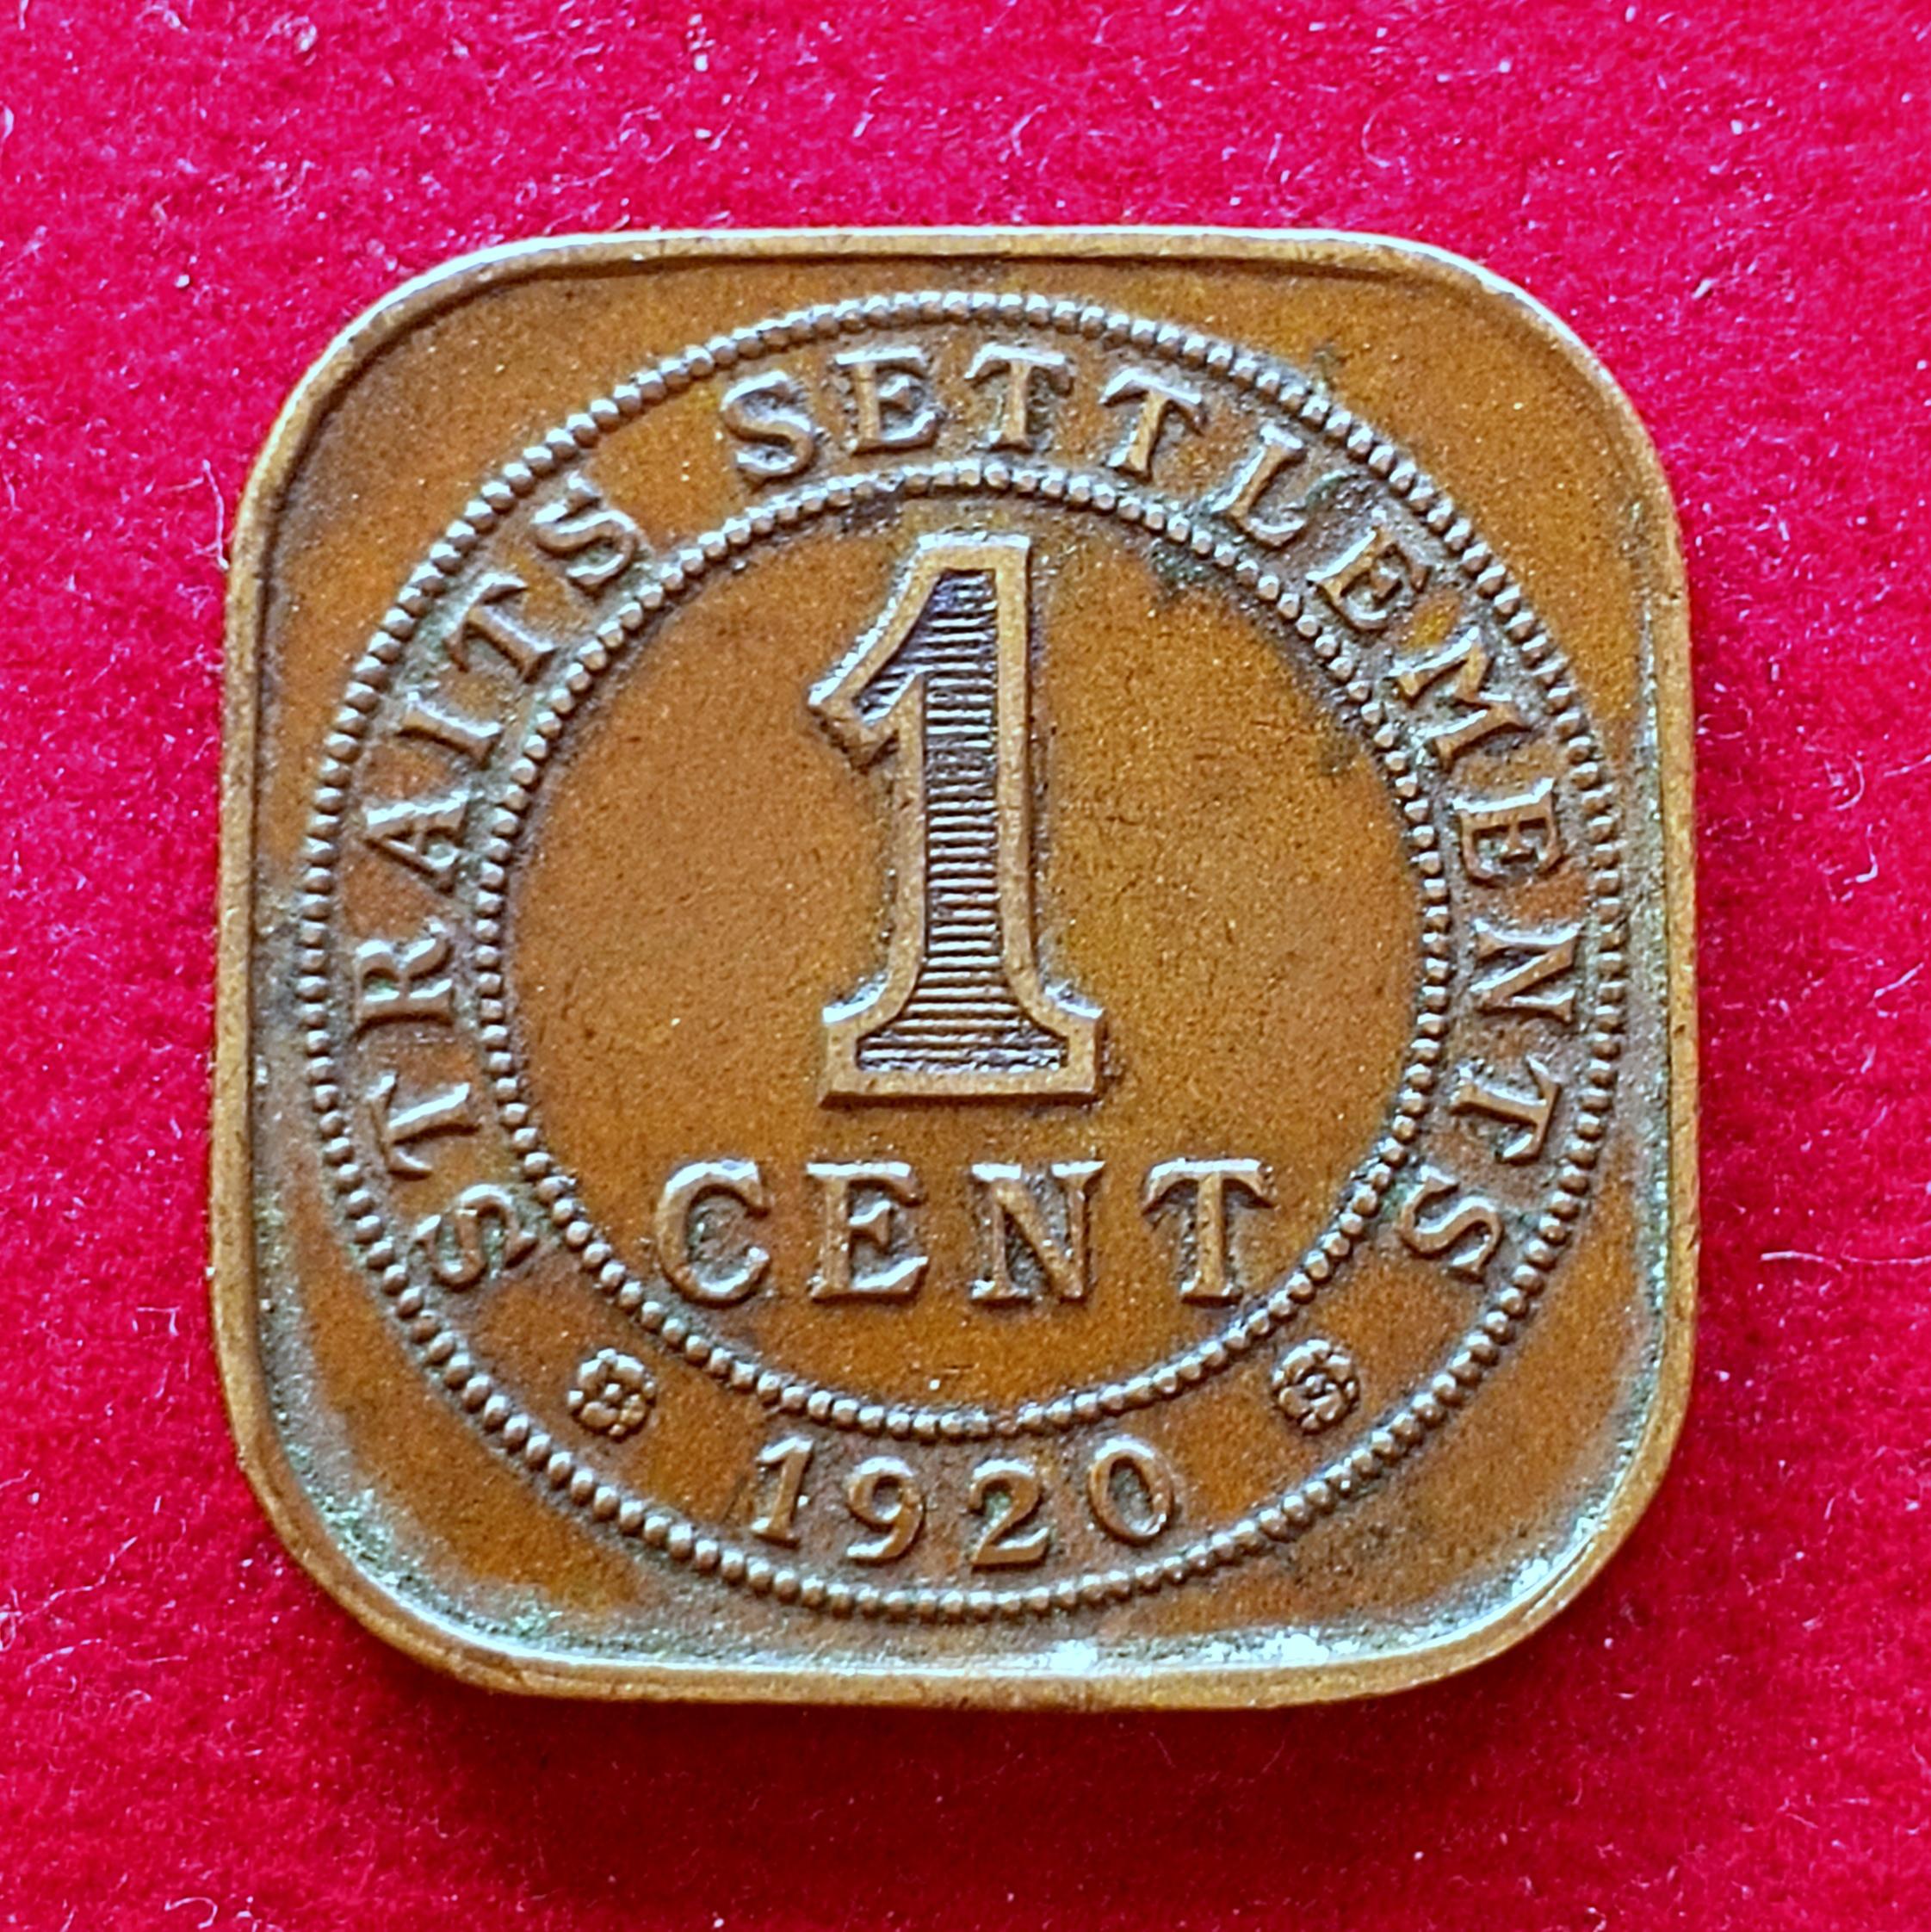 STRAITS SETTLEMENTS
1
CENT
1920